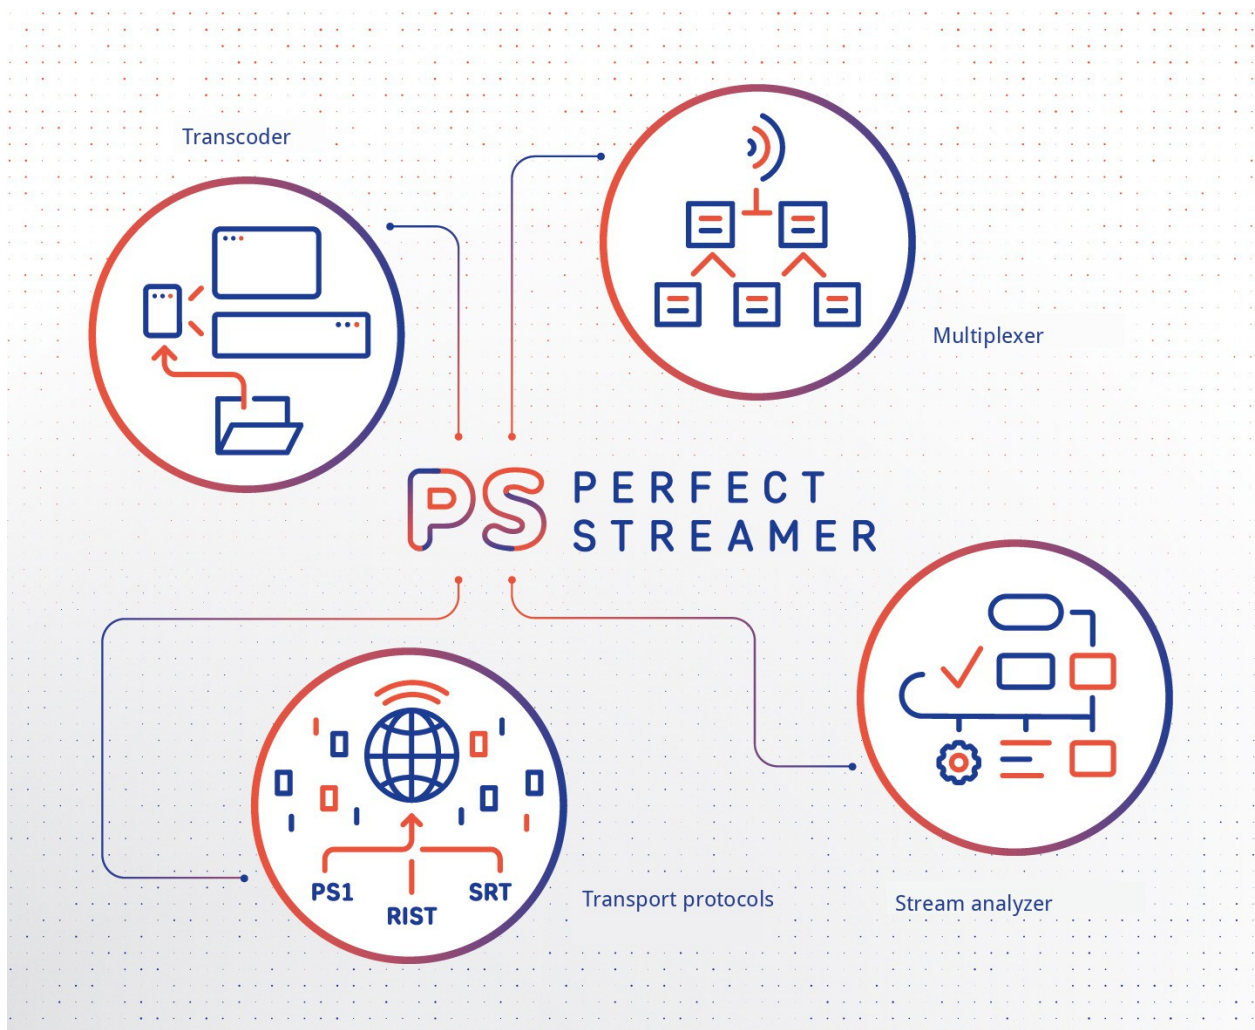 Transcoder
Multiplexer
PS PERFECT
STREAMER
PS1
RIST
SRT
Transport protocols
Stream analyzer